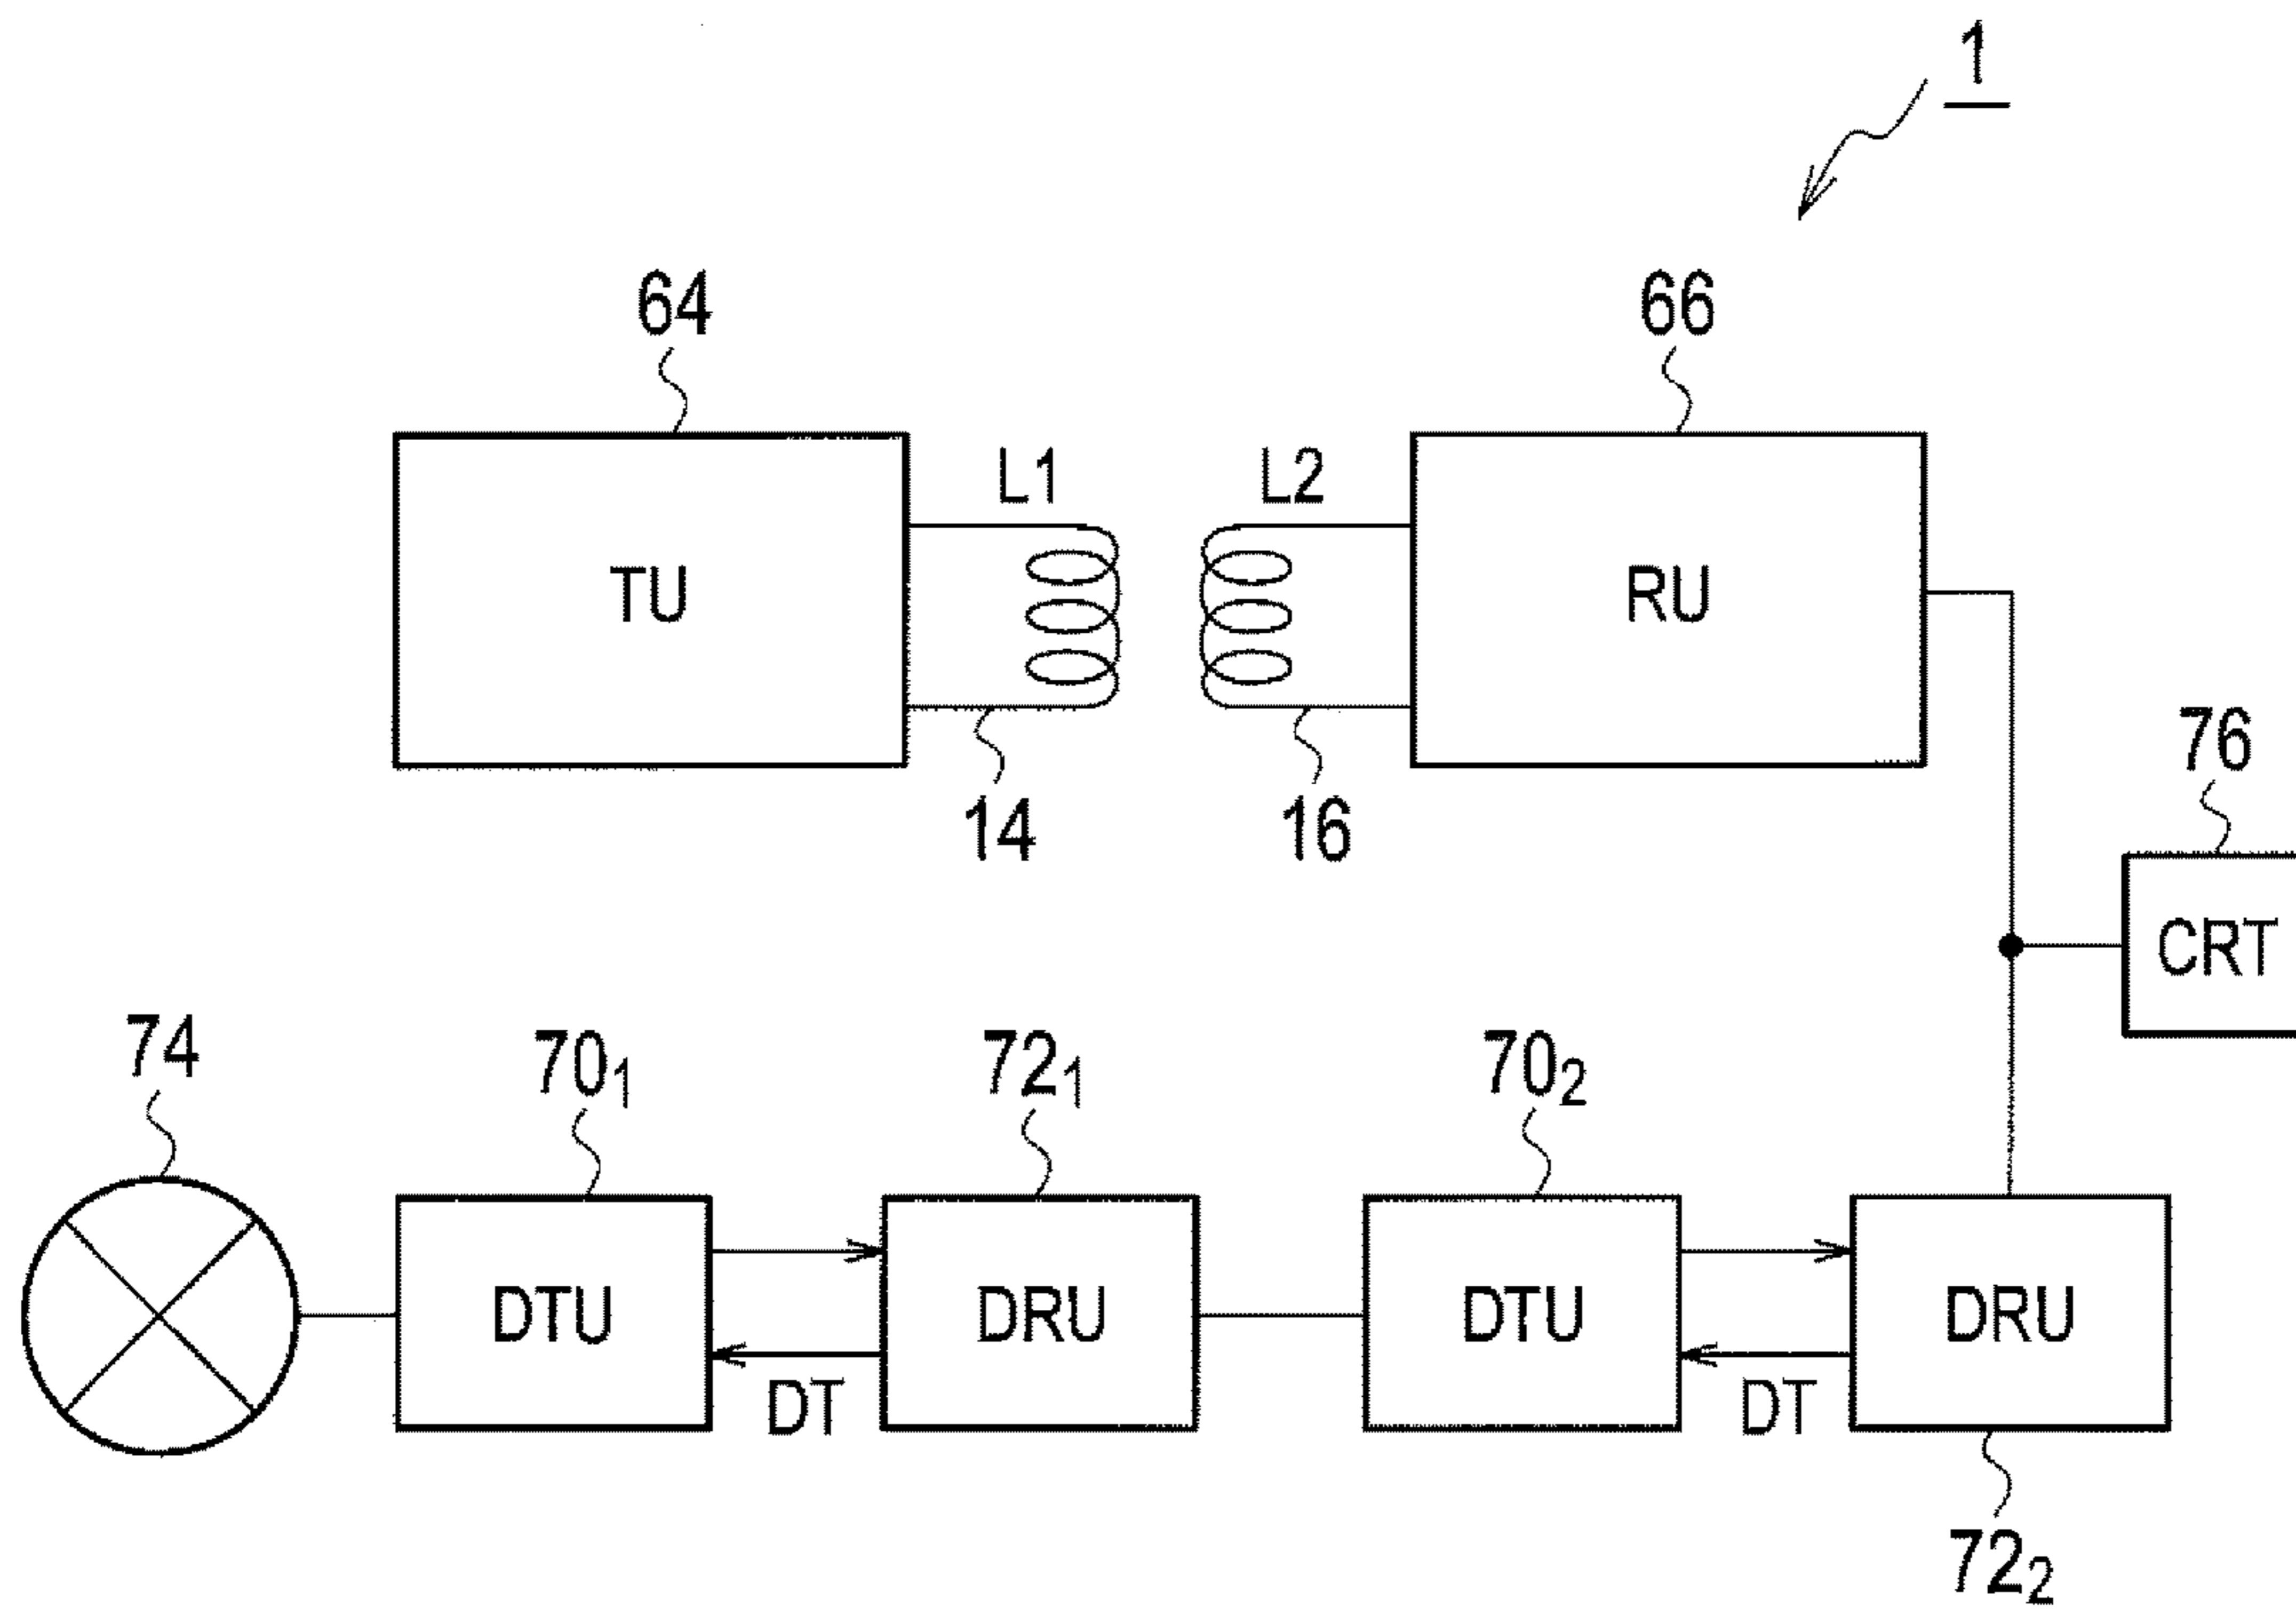 1
64
66
L1
L2
TU
RU
14
16
76
CRT
74
70₁
72₁
70₂
DTU
DRU
DTU
DRU
DT
DT
72₂